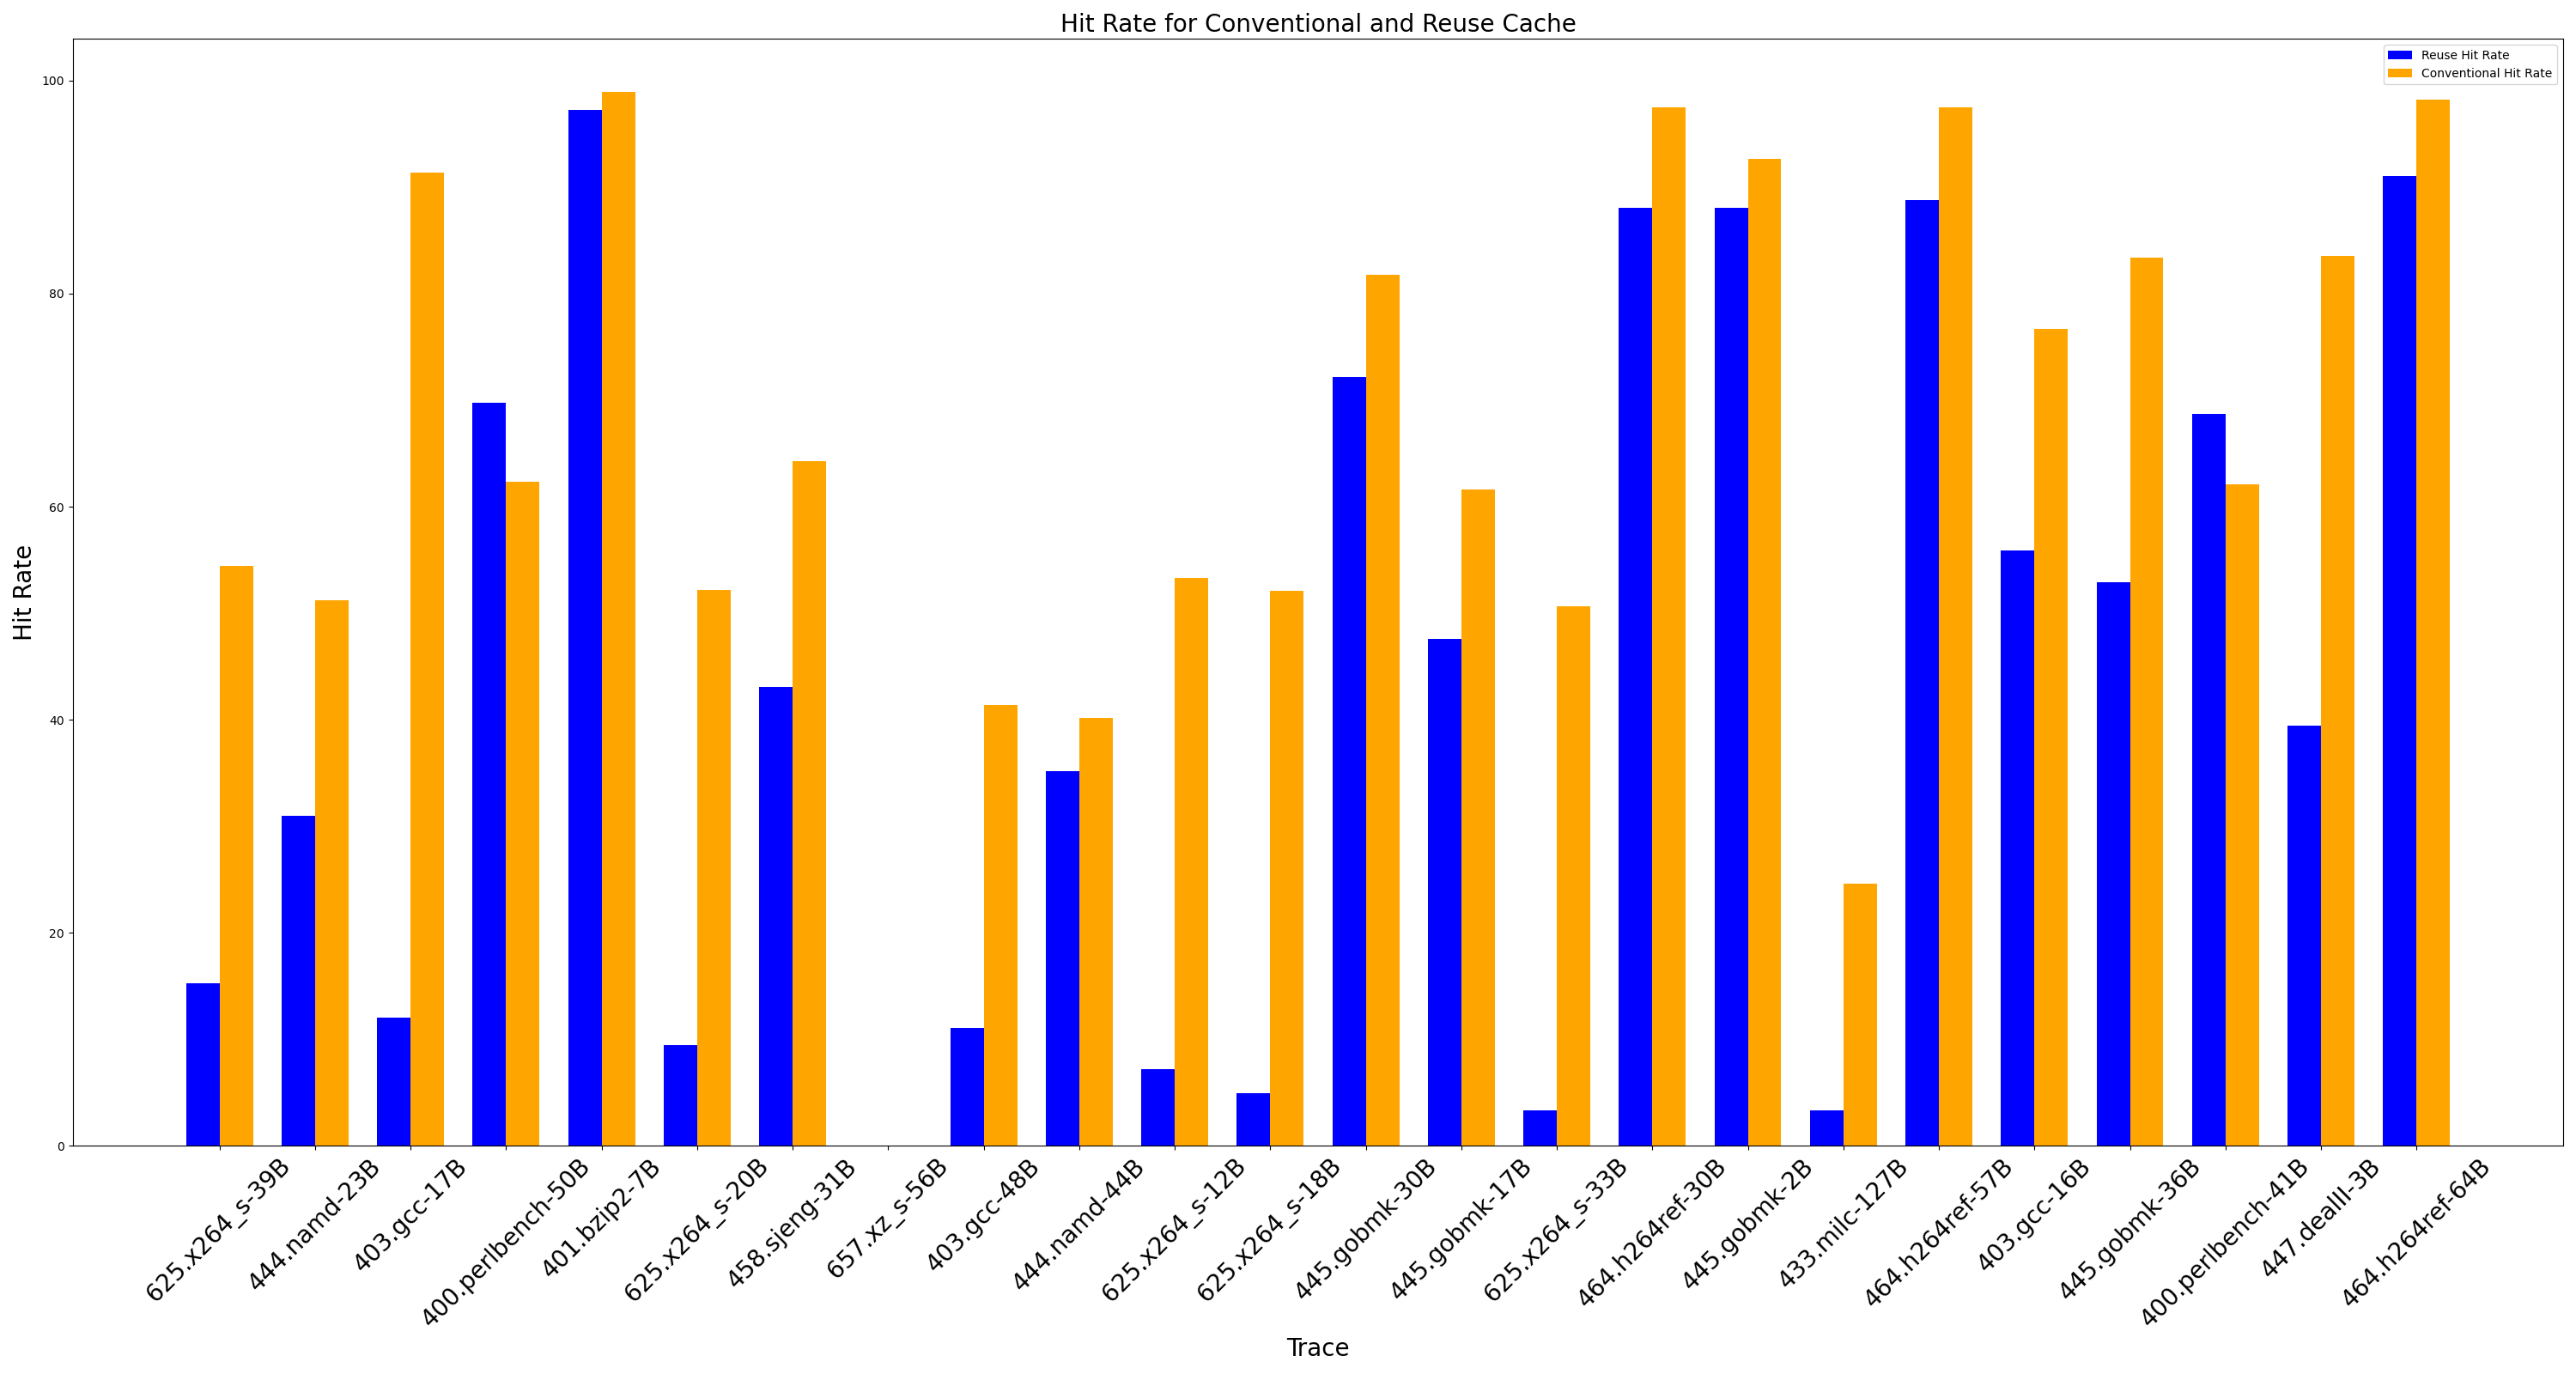 Hit Rate for Conventional and Reuse Cache
Reuse Hit Rate
Conventional Hit Rate
100
80
60
40
20
0
Hit Rate
625.x264_s-39B
444.namd-23B
403.gcc-17B
400.perlbench-50B
401.bzip2-7B
625.x264_s-20B
458.sjeng-31B
657.xz_s-56B
403.gcc-48B
444.namd-44B
625.x264_s-12B
625.x264_s-18B
445.gobmk-30B
445.gobmk-17B
625.x264_s-33B
464.h264ref-30B
445.gobmk-2B
433.milc-127B
464.h264ref-57B
403.gcc-16B
445.gobmk-36B
400.perlbench-41B
447.dealII-3B
464.h264ref-64B
Trace